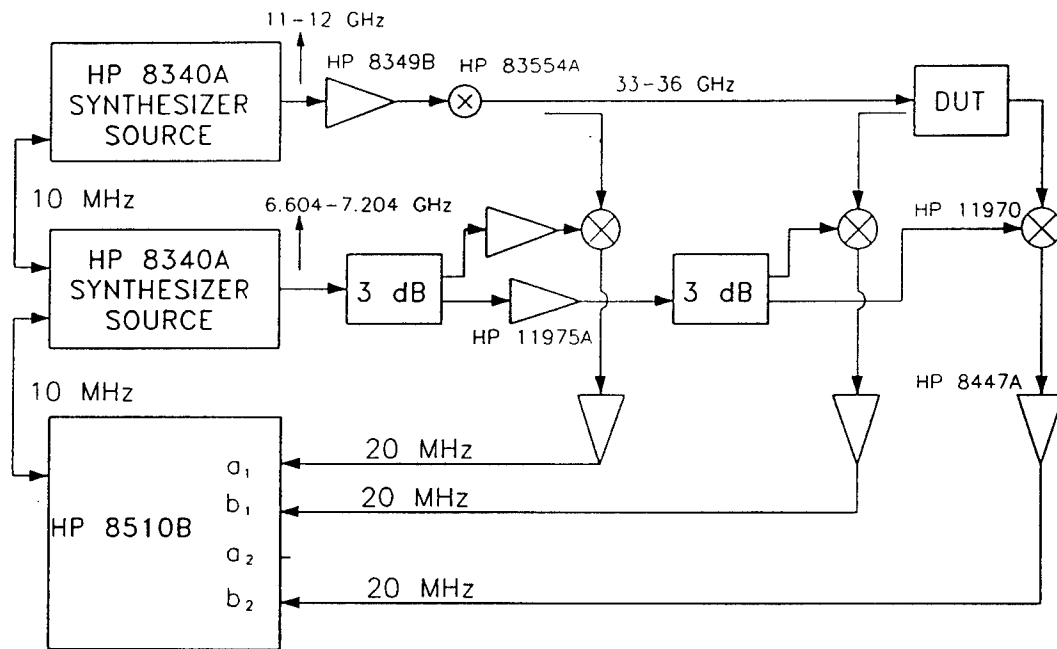 11-12 GHz
HP 8340A
SYNTHESIZER
SOURCE
HP 8349B
HP 83554A
33-36 GHz
DUT
10 MHz
6.604-7.204 GHz
HP 8340A
SYNTHESIZER
SOURCE
3 dB
HP 11975A
3 dB
HP 11970
10 MHz
HP 8447A
HP 8510B
a₁
20 MHz
b₁
20 MHz
a₂
b₂
20 MHz